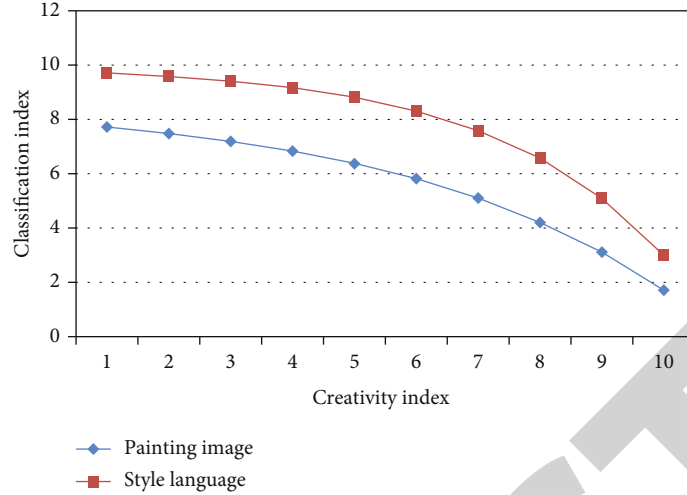 12
10
8
6
4
2
0
Classification index
1 2 3 4 5 6 7 8 9 10
Creativity index
Painting image
Style language